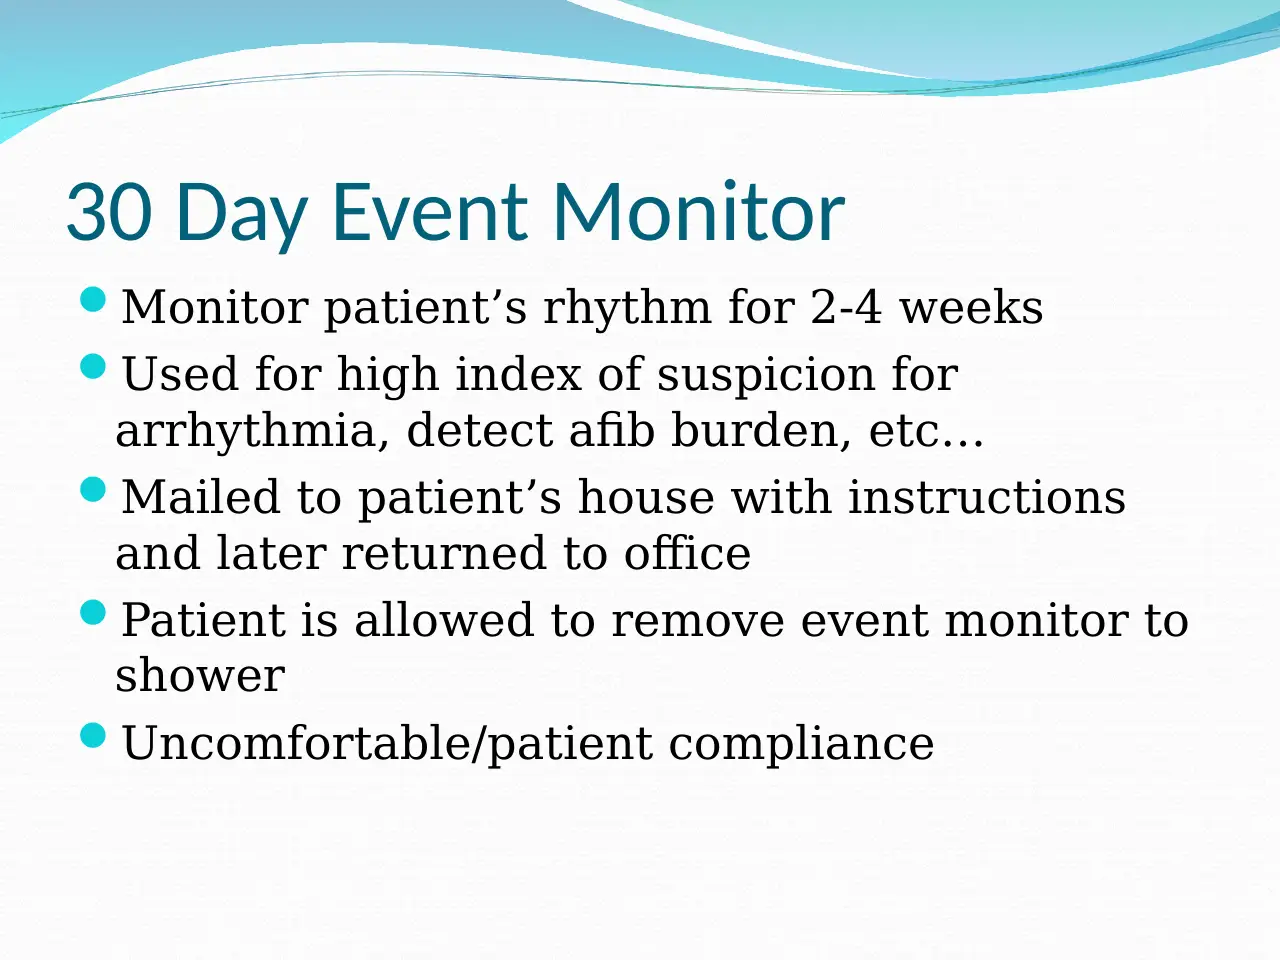 30 Day Event Monitor
Monitor patient’s rhythm for 2-4 weeks
Used for high index of suspicion for
arrhythmia, detect afib burden, etc…
Mailed to patient’s house with instructions
and later returned to office
Patient is allowed to remove event monitor to
shower
Uncomfortable/patient compliance